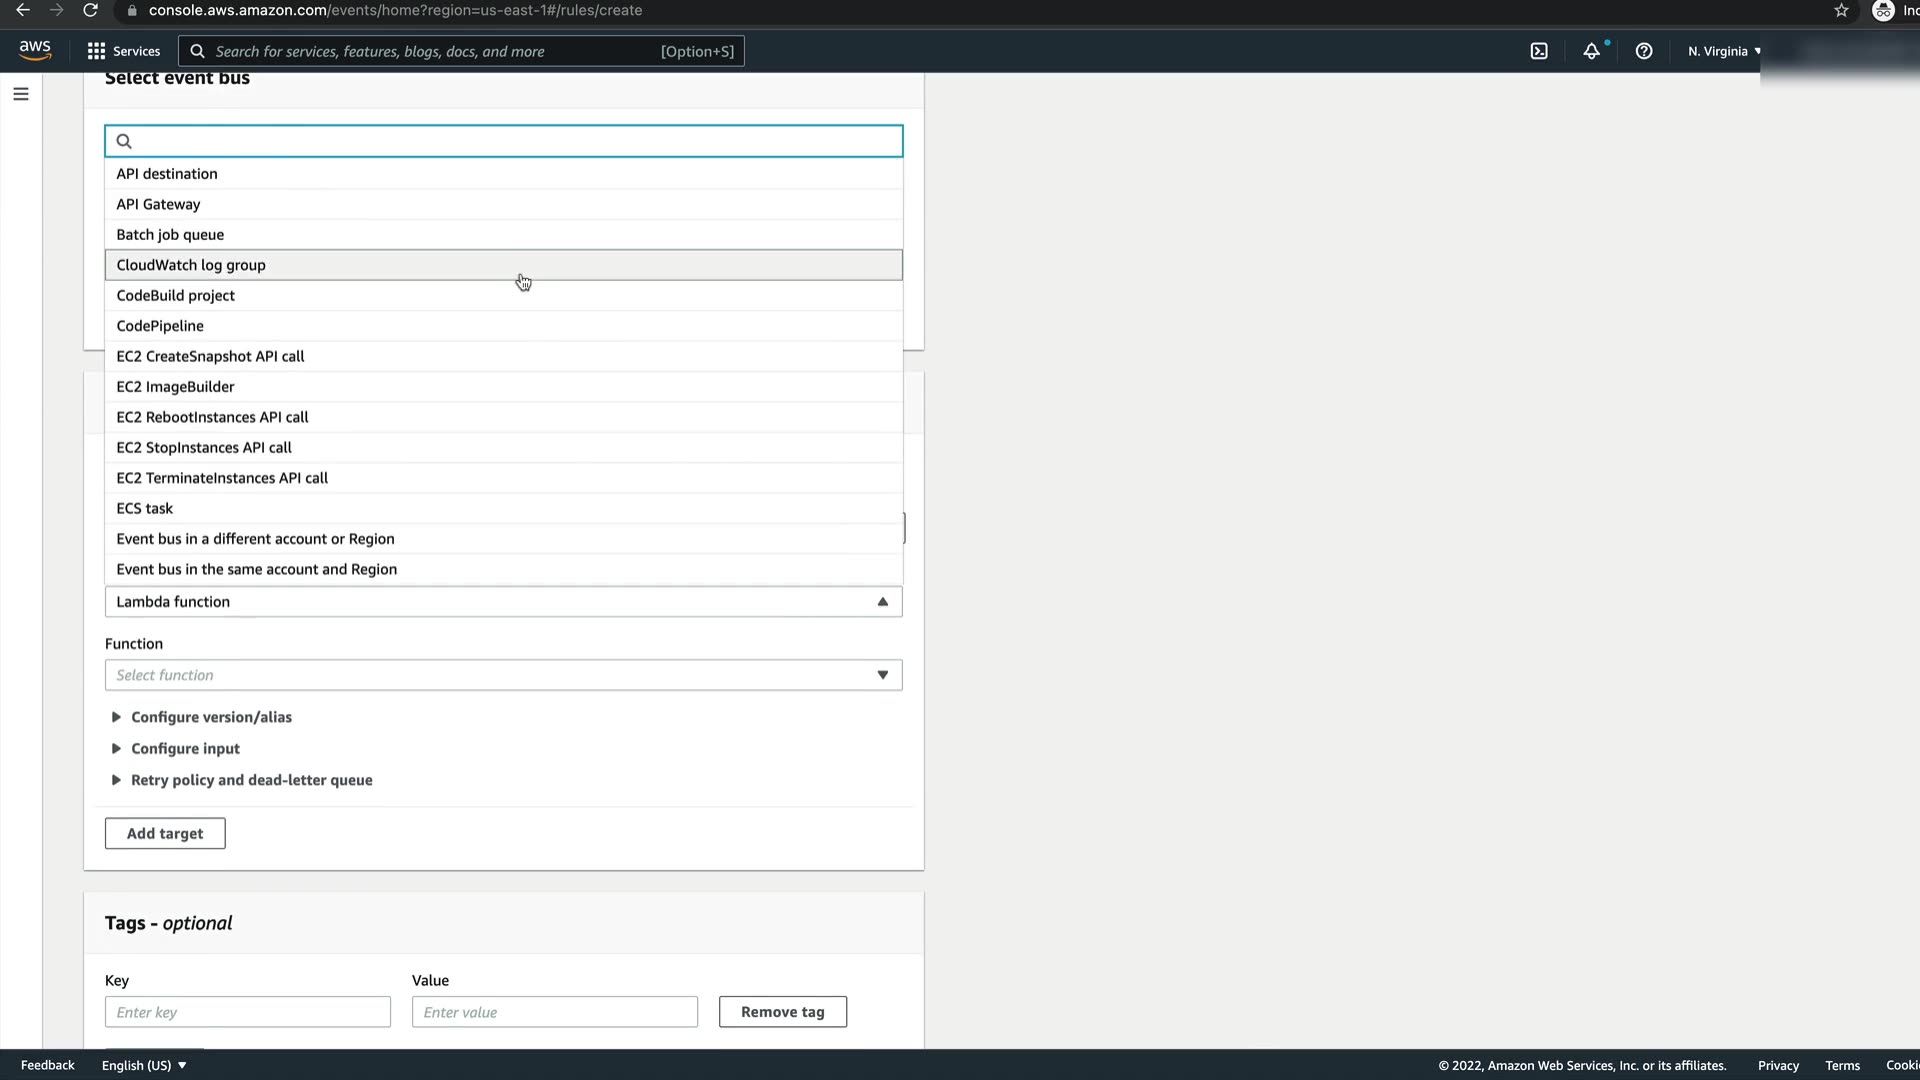 console.aws.amazon.com/events/home?region=us-east-1#/rules/create
aws
Services
Search for services, features, blogs, docs, and more
[Option+S]
N. Virginia
Select event bus
API destination
API Gateway
Batch job queue
CloudWatch log group
CodeBuild project
CodePipeline
EC2 CreateSnapshot API call
EC2 ImageBuilder
EC2 RebootInstances API call
EC2 StopInstances API call
EC2 TerminateInstances API call
ECS task
Event bus in a different account or Region
Event bus in the same account and Region
Lambda function
Function
Select function
Configure version/alias
Configure input
Retry policy and dead-letter queue
Add target
Tags - optional
Key
Value
Enter key
Enter value
Remove tag
Feedback
English (US)
© 2022, Amazon Web Services, Inc. or its affiliates.
Privacy
Terms